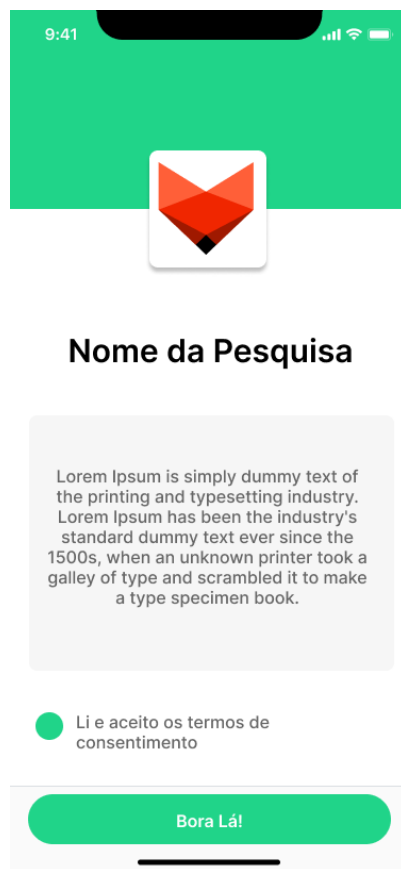 9:41
Nome da Pesquisa
Lorem Ipsum is simply dummy text of
the printing and typesetting industry.
Lorem Ipsum has been the industry's
standard dummy text ever since the
1500s, when an unknown printer took a
galley of type and scrambled it to make
a type specimen book.
Li e aceito os termos de
consentimento
Bora Lá!